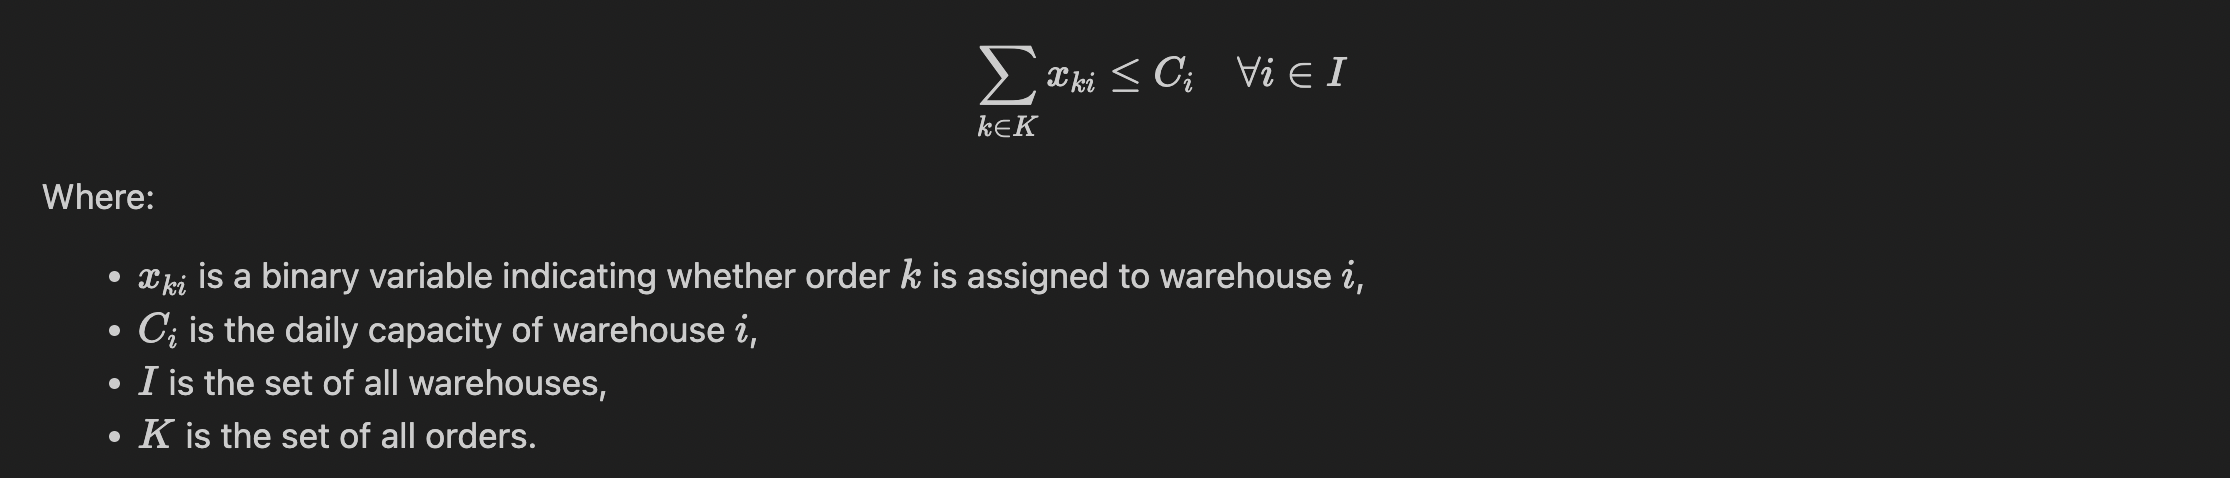 ∑_{k∈K} x_{ki} ≤ C_i ∀i ∈ I
Where:
• x_{ki} is a binary variable indicating whether order k is assigned to warehouse i,
• C_i is the daily capacity of warehouse i,
• I is the set of all warehouses,
• K is the set of all orders.